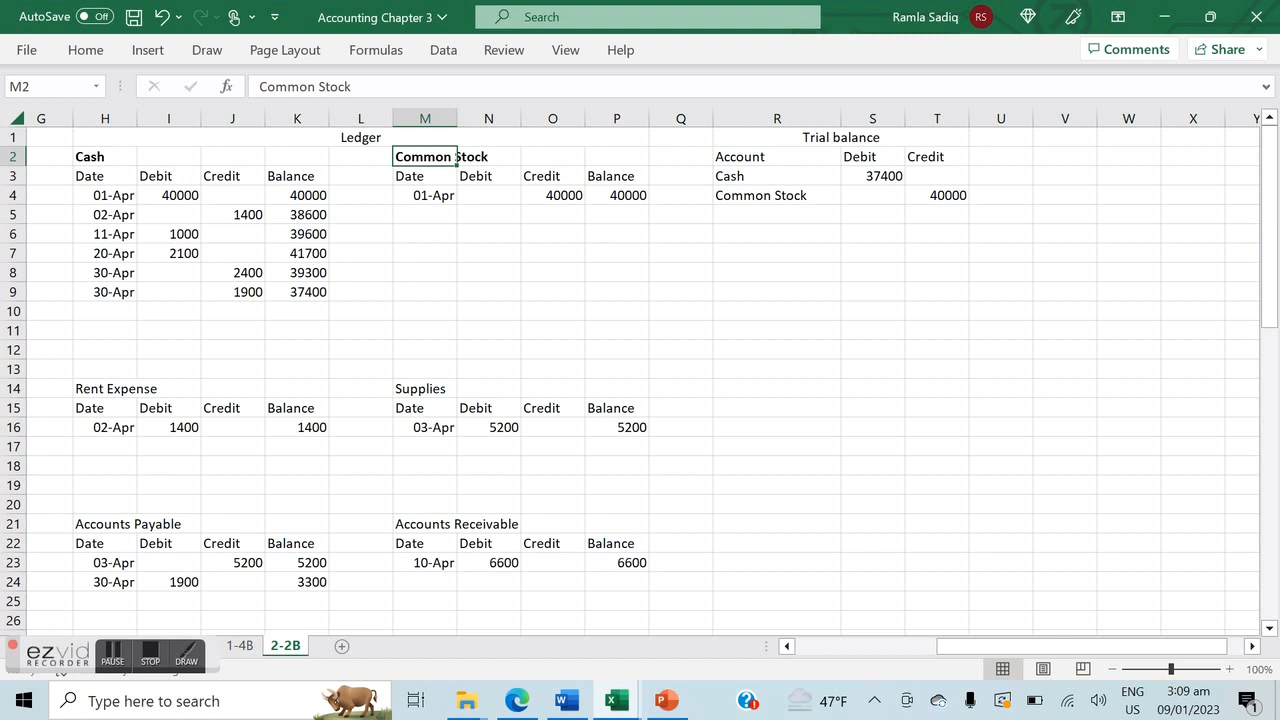 AutoSave Off Accounting Chapter 3 Search Ramla Sadiq RS
File Home Insert Draw Page Layout Formulas Data Review View Help Comments Share
M2 fx Common Stock
G H I J K L M N O P Q R S T U V W X Y
1 Ledger Trial balance
2 Cash Common Stock Account Debit Credit
3 Date Debit Credit Balance Date Debit Credit Balance Cash 37400
4 01-Apr 40000 40000 01-Apr 40000 40000 Common Stock 40000
5 02-Apr 1400 38600
6 11-Apr 1000 39600
7 20-Apr 2100 41700
8 30-Apr 2400 39300
9 30-Apr 1900 37400
10
11
12
13
14 Rent Expense Supplies
15 Date Debit Credit Balance Date Debit Credit Balance
16 02-Apr 1400 1400 03-Apr 5200 5200
17
18
19
20
21 Accounts Payable Accounts Receivable
22 Date Debit Credit Balance Date Debit Credit Balance
23 03-Apr 5200 5200 10-Apr 6600 6600
24 30-Apr 1900 3300
25
26
ezvid RECORDER PAUSE STOP DRAW 1-4B 2-2B
100%
Type here to search 47°F ENG US 3:09 am 09/01/2023 1